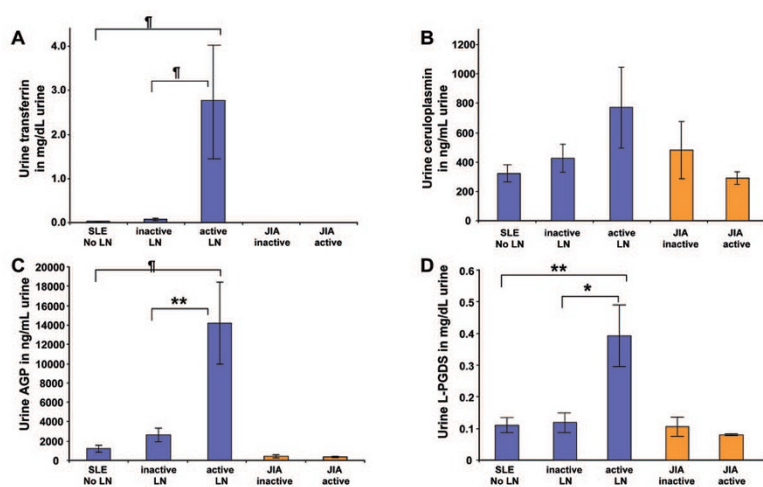 A
Urine transferrin
in mg/dL urine
4.0
3.0
2.0
1.0
0.0
¶
¶
SLE
No LN
inactive
LN
active
LN
JIA
inactive
JIA
active
B
Urine ceruloplasmin
in ng/mL urine
1200
1000
800
600
400
200
0
SLE
No LN
inactive
LN
active
LN
JIA
inactive
JIA
active
C
Urine AGP in ng/mL urine
20000
18000
16000
14000
12000
10000
8000
6000
4000
2000
0
¶
**
SLE
No LN
inactive
LN
active
LN
JIA
inactive
JIA
active
D
Urine L-PGDS in mg/dL urine
0.6
0.5
0.4
0.3
0.2
0.1
0
**
*
SLE
No LN
inactive
LN
active
LN
JIA
inactive
JIA
active